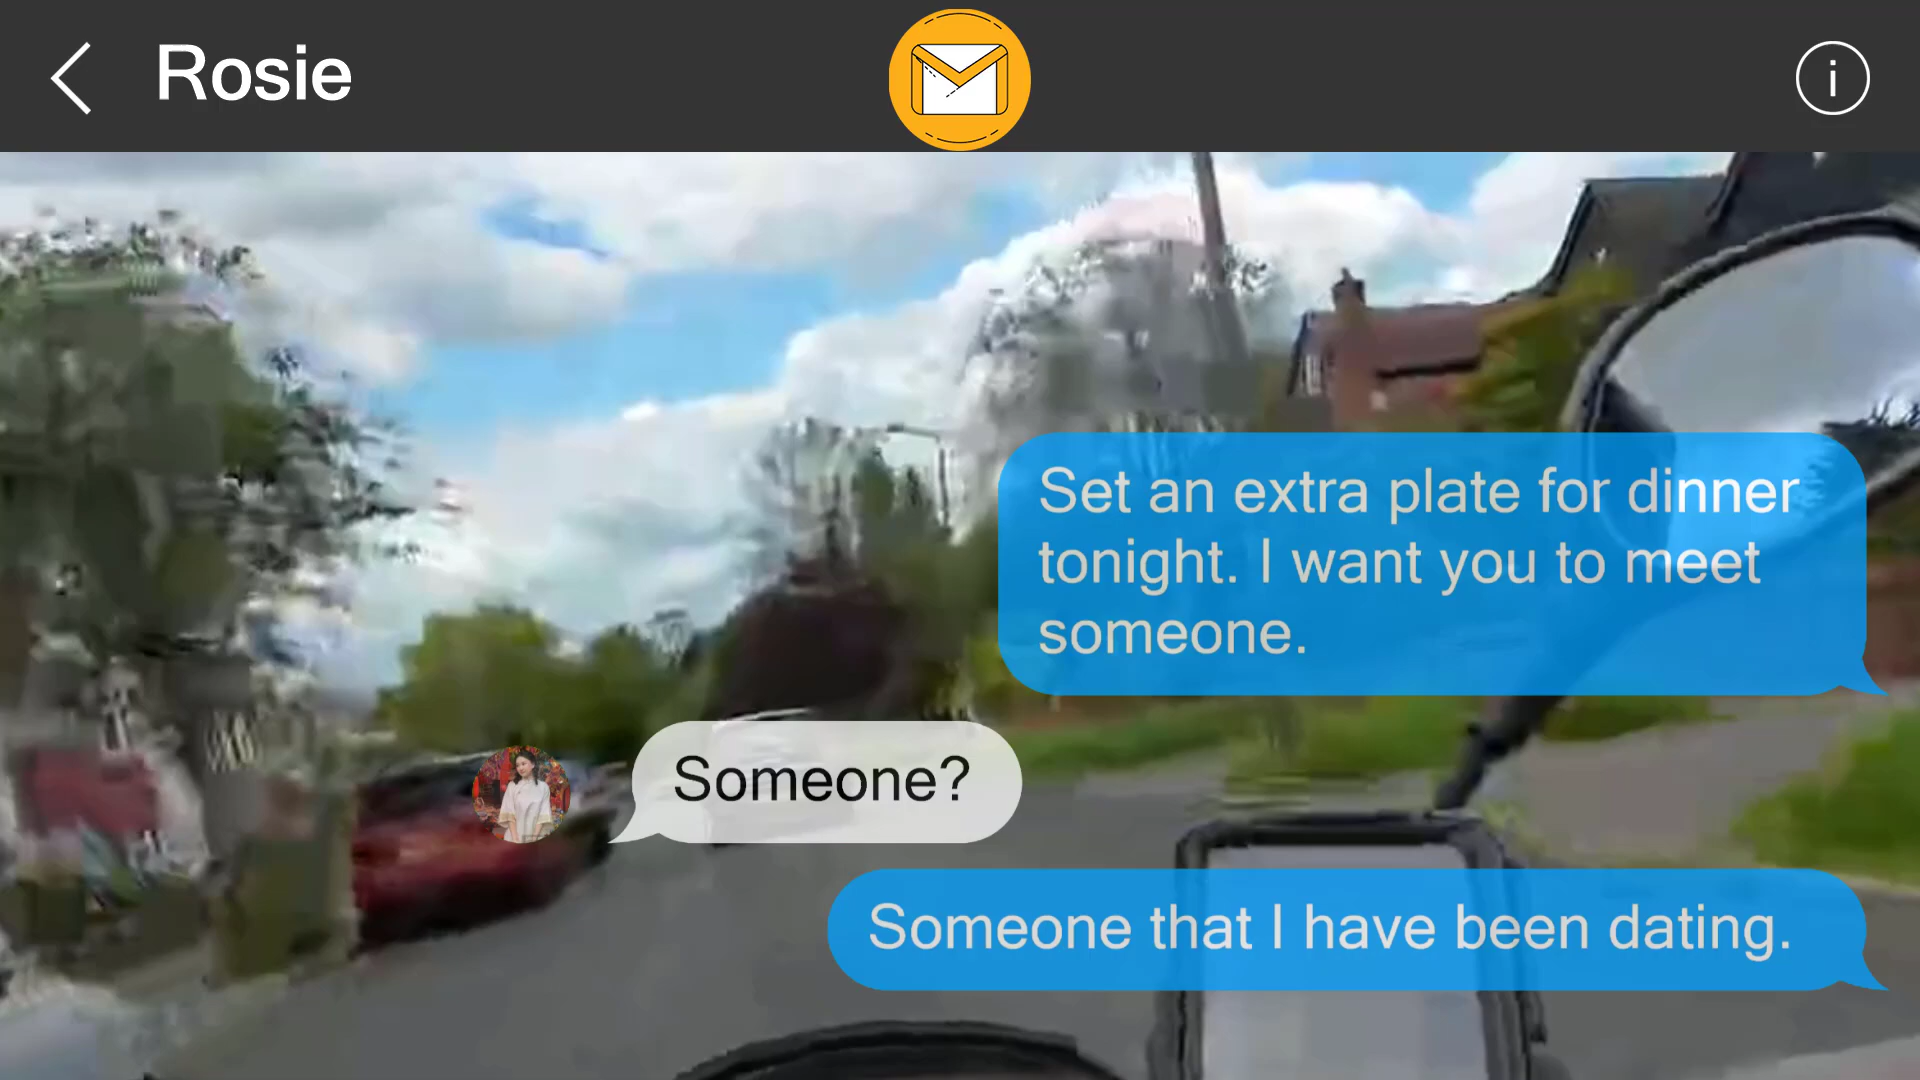 Rosie
Set an extra plate for dinner
tonight. I want you to meet
someone.
Someone?
Someone that I have been dating.